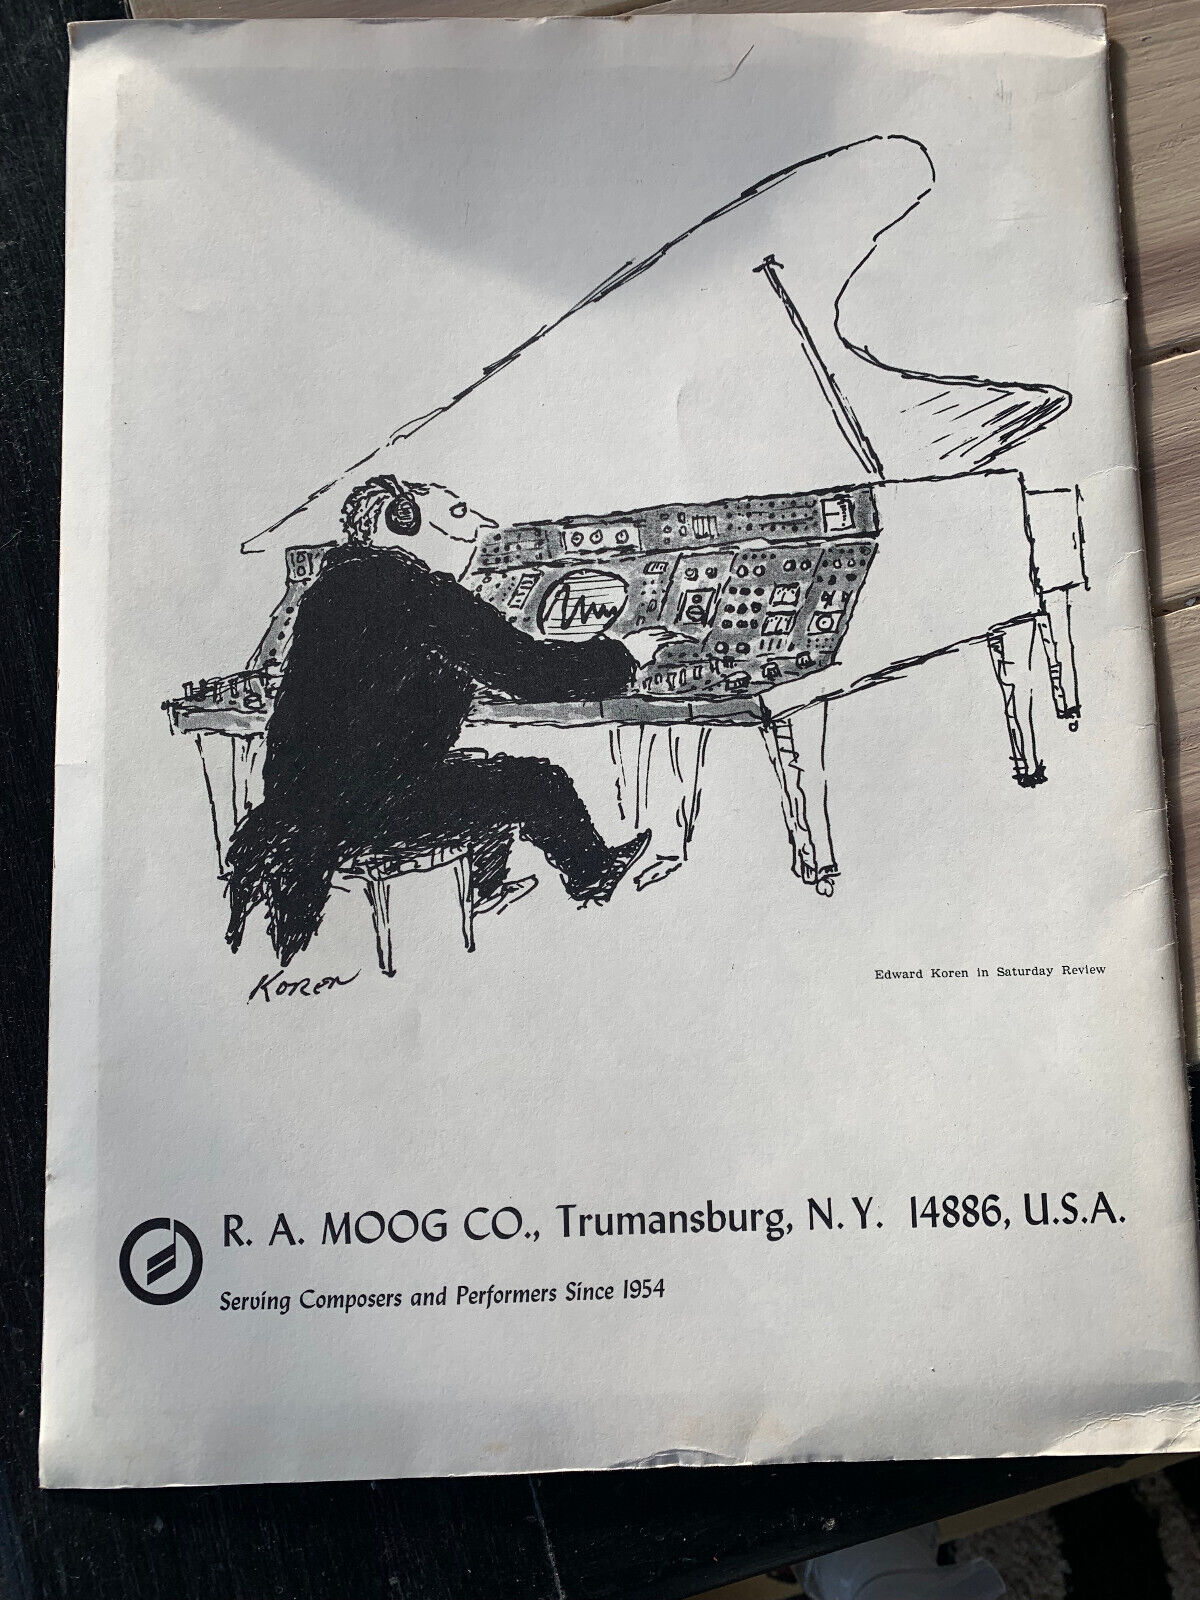 KOREN
Edward Koren in Saturday Review
R. A. MOOG CO., Trumansburg, N. Y. 14886, U.S.A.
Serving Composers and Performers Since 1954